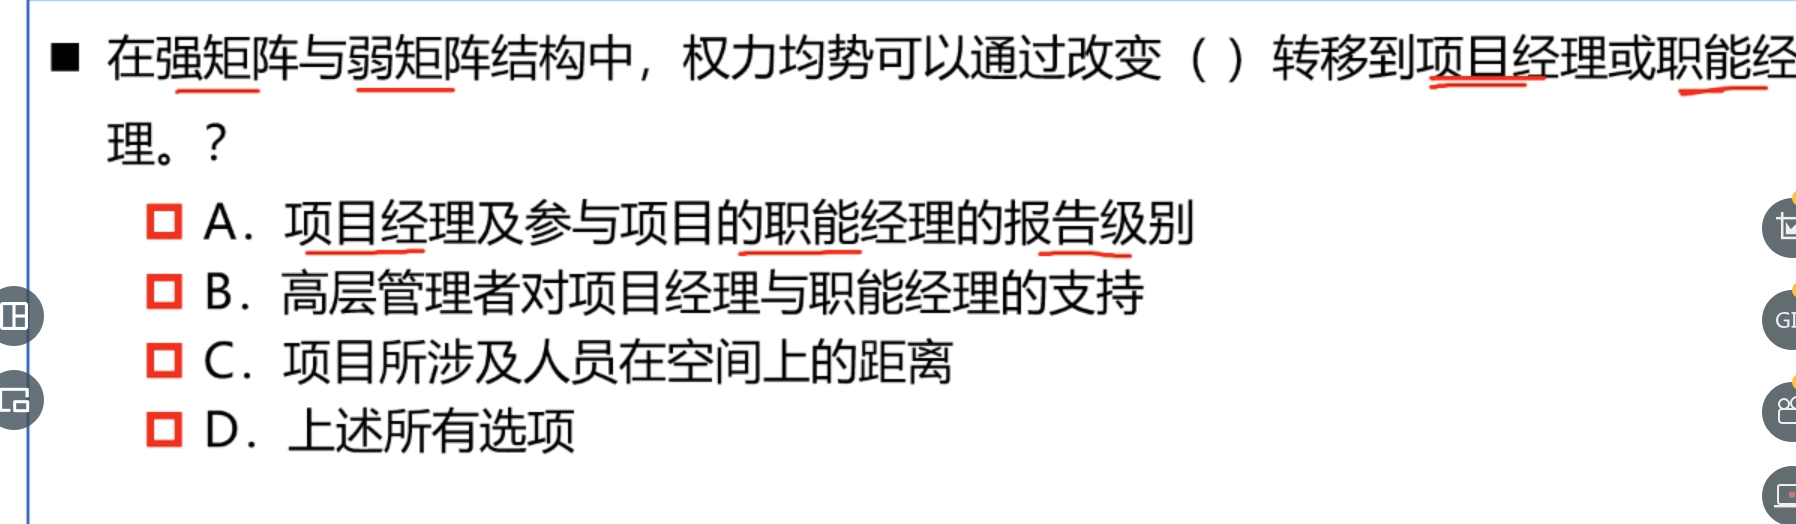 在强矩阵与弱矩阵结构中，权力均势可以通过改变（ ）转移到项目经理或职能经
理。？
A. 项目经理及参与项目的职能经理的报告级别
B. 高层管理者对项目经理与职能经理的支持
C. 项目所涉及人员在空间上的距离
D. 上述所有选项